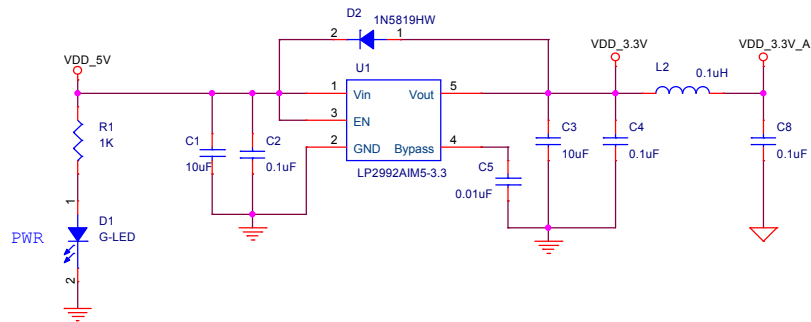 D2
1N5819HW
2
1
VDD_5V
VDD_3.3V
VDD_3.3V_A
U1
L2
0.1uH
1
Vin
Vout
5
R1
1K
3
EN
C1
10uF
C2
0.1uF
2
GND
Bypass
4
C3
10uF
C4
0.1uF
C8
0.1uF
LP2992AIM5-3.3
C5
0.01uF
1
D1
G-LED
PWR
2